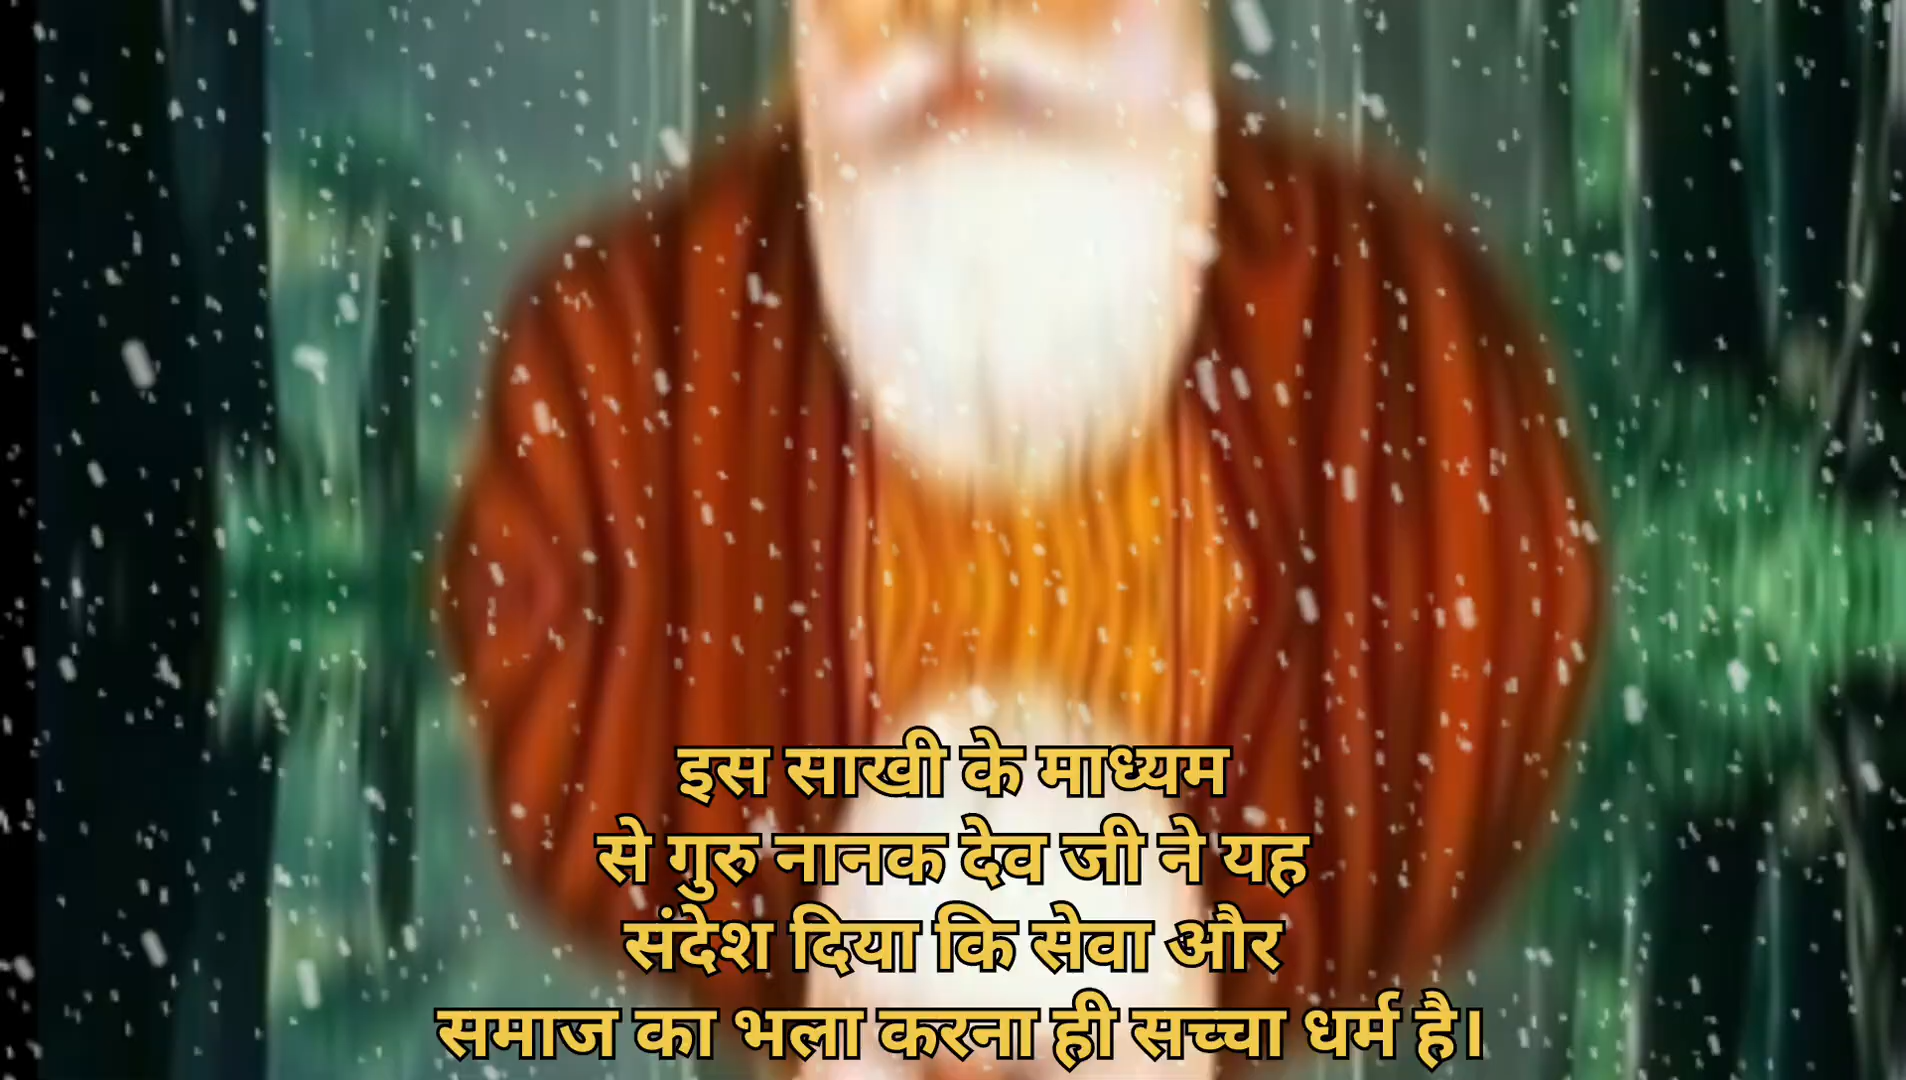 इस साखी के माध्यम
से गुरु नानक देव जी ने यह
संदेश दिया कि सेवा और
समाज का भला करना ही सच्चा धर्म है।